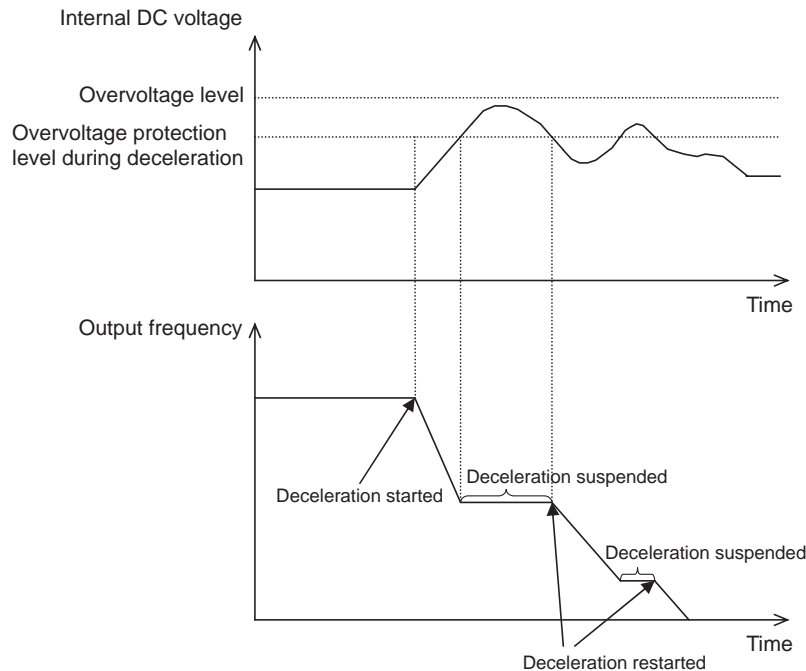 Internal DC voltage
Overvoltage level
Overvoltage protection
level during deceleration
Time
Output frequency
Deceleration suspended
Deceleration started
Deceleration suspended
Time
Deceleration restarted